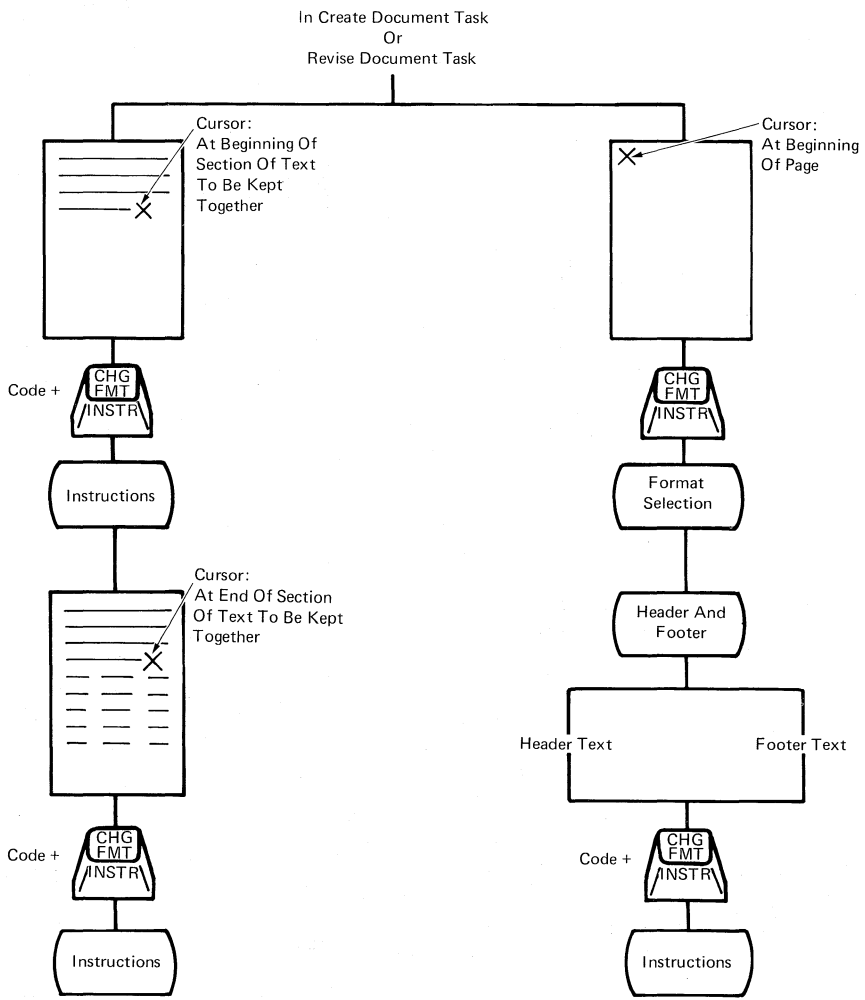 In Create Document Task
Or
Revise Document Task
Cursor:
At Beginning Of
Section Of Text
To Be Kept
Together
Code +
CHG
FMT
INSTR
Instructions
Cursor:
At End Of Section
Of Text To Be Kept
Together
Code +
CHG
FMT
INSTR
Instructions
Cursor:
At Beginning
Of Page
CHG
FMT
INSTR
Format
Selection
Header And
Footer
Header Text
Footer Text
Code +
CHG
FMT
INSTR
Instructions